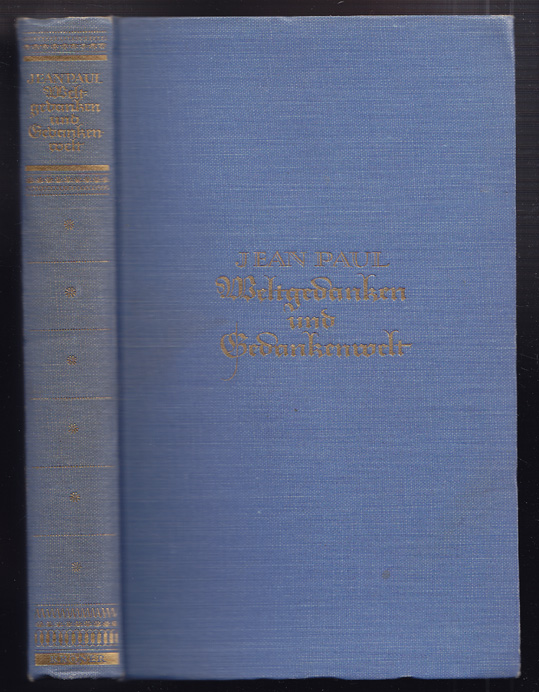 JEAN PAUL
Welt-
gedanken
und
Gedanken
welt
JEAN PAUL
Weltgedanken
und
Gedankenwelt